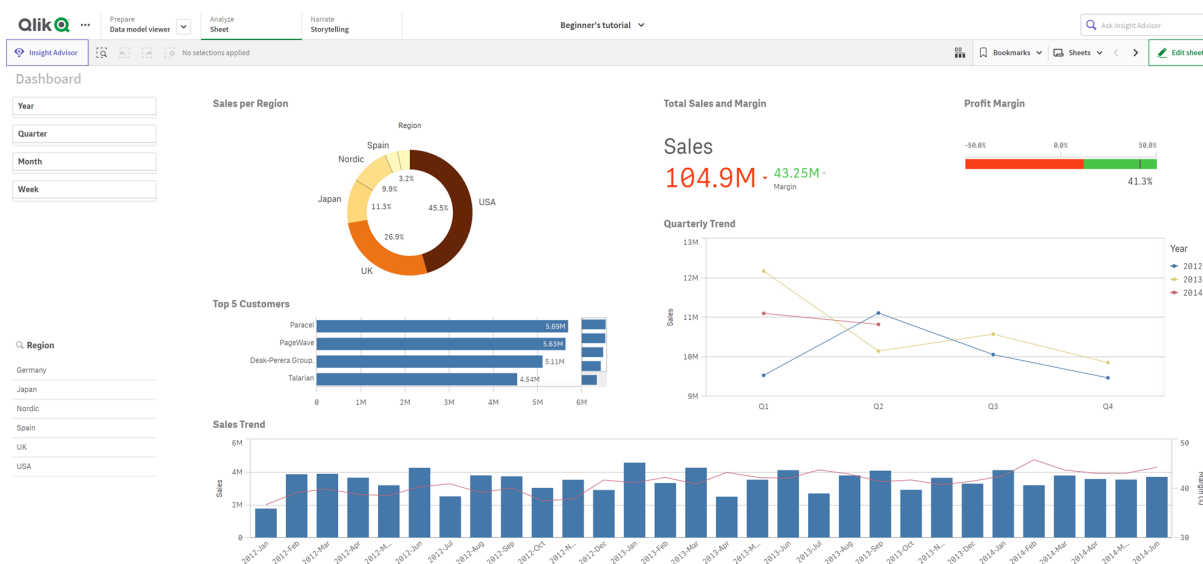 Qlik
Prepare
Data model viewer
Analyze
Sheet
Narrate
Storytelling
Beginner's tutorial
Ask Insight Advisor
Insight Advisor
No selections applied
Bookmarks
Sheets
Edit sheet
Dashboard
Year
Quarter
Month
Week
Region
Germany
Japan
Nordic
Spain
UK
USA
Sales per Region
Region
Spain
Nordic
Japan
UK
USA
3.2%
9.9%
11.3%
26.9%
45.5%
Total Sales and Margin
Sales
104.9M
43.25M
Margin
Profit Margin
-50.0% 0.0% 50.0%
41.3%
Top 5 Customers
Paracel 5.69M
PageWave 5.63M
Deak-Perera Group. 5.11M
Talarian 4.54M
0 1M 2M 3M 4M 5M 6M
Quarterly Trend
13M
12M
11M
10M
9M
Sales
Q1 Q2 Q3 Q4
Year
2012
2013
2014
Sales Trend
6M
4M
2M
0
Sales
50
40
30
Margin (%)
2012-Jan 2012-Feb 2012-Mar 2012-Apr 2012-M... 2012-Jun 2012-Jul 2012-Aug 2012-Sep 2012-Oct 2012-N... 2012-Dec 2013-Jan 2013-Feb 2013-Mar 2013-Apr 2013-M... 2013-Jun 2013-Jul 2013-Aug 2013-Sep 2013-Oct 2013-N... 2013-Dec 2014-Jan 2014-Feb 2014-Mar 2014-Apr 2014-M... 2014-Jun